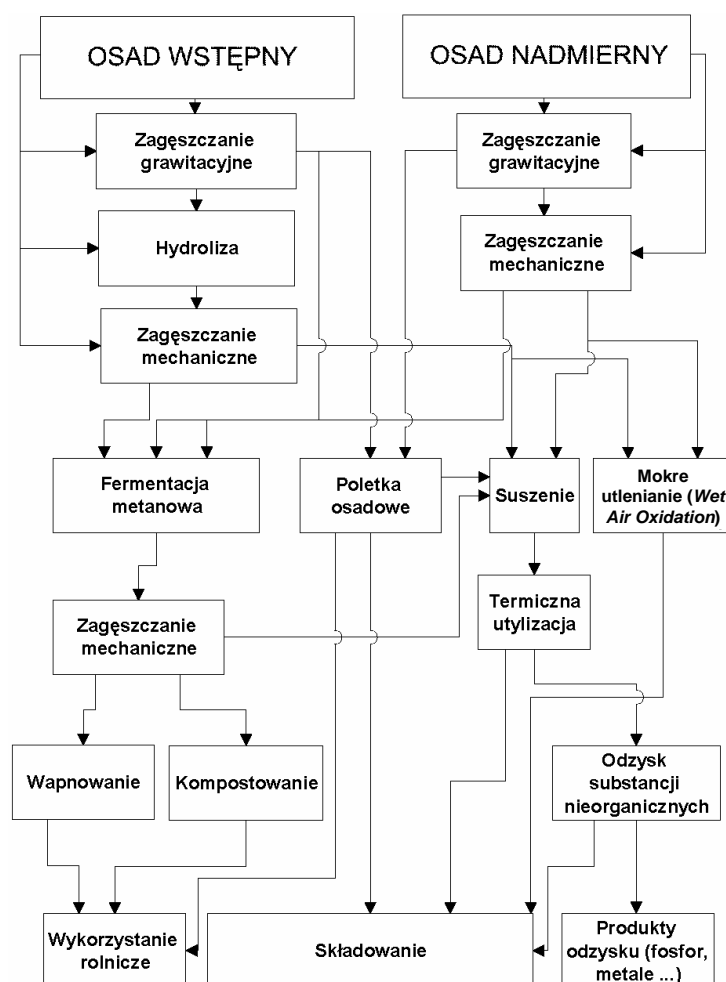 OSAD WSTĘPNY
OSAD NADMIERNY
Zagęszczanie
grawitacyjne
Zagęszczanie
grawitacyjne
Hydroliza
Zagęszczanie
mechaniczne
Zagęszczanie
mechaniczne
Fermentacja
metanowa
Poletka
osadowe
Suszenie
Mokre
utlenianie (Wet
Air Oxidation)
Zagęszczanie
mechaniczne
Termiczna
utylizacja
Wapnowanie
Kompostowanie
Odzysk
substancji
nieorganicznych
Wykorzystanie
rolnicze
Składowanie
Produkty
odzysku (fosfor,
metale ...)